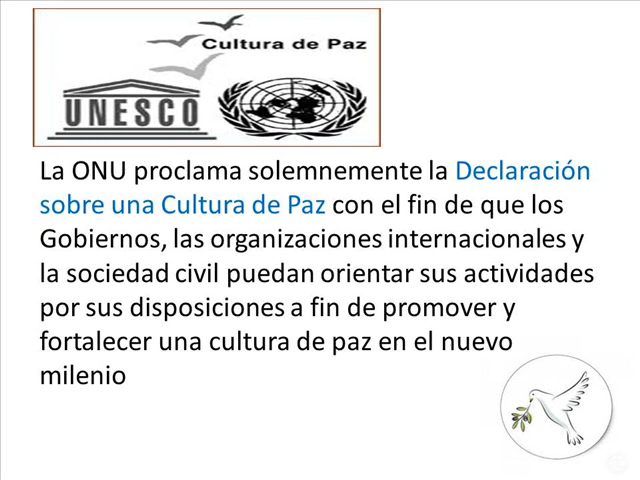 Cultura de Paz
UNESCO
La ONU proclama solemnemente la Declaración
sobre una Cultura de Paz con el fin de que los
Gobiernos, las organizaciones internacionales y
la sociedad civil puedan orientar sus actividades
por sus disposiciones a fin de promover y
fortalecer una cultura de paz en el nuevo
milenio